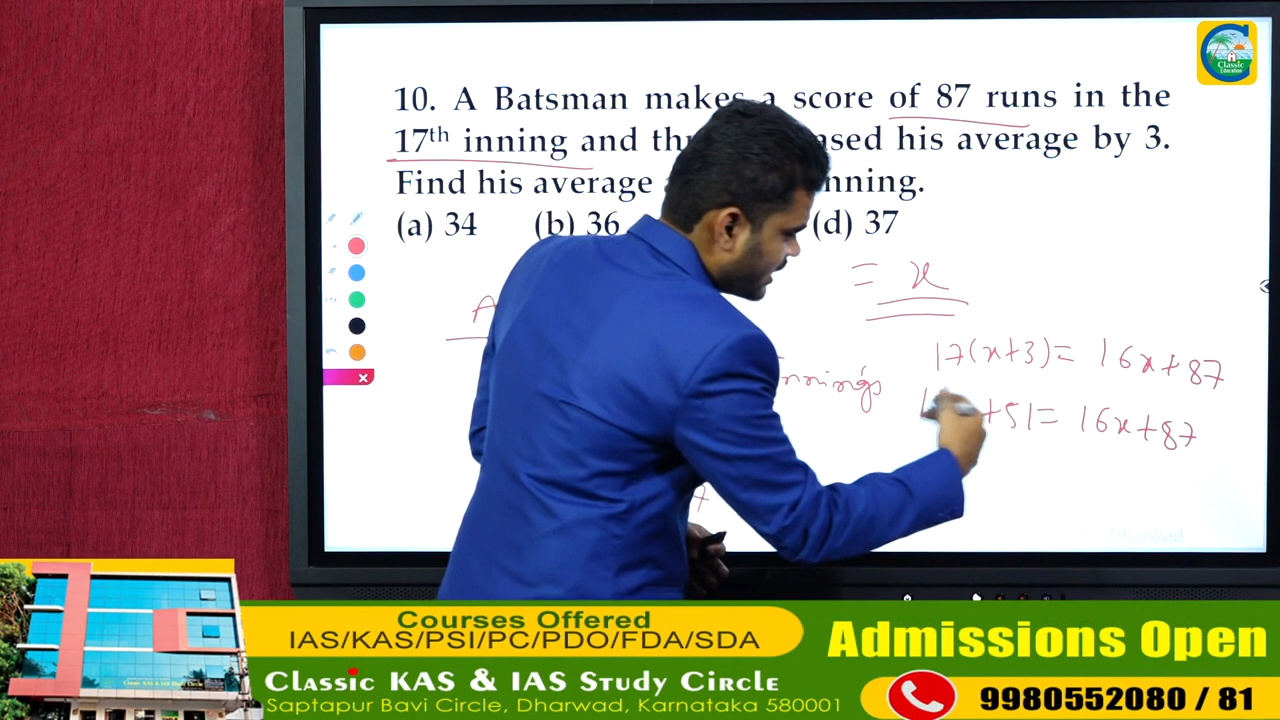 Classic
Education
10. A Batsman makes a score of 87 runs in the
17th inning and ased his average by 3.
Find his average nning.
(a) 34 (b) 36 (d) 37
= x
A
17(x+3)= 16x+87
+51= 16x+87
Courses Offered
IAS/KAS/PSI/PC/PDO/FDA/SDA
Classic KAS & IAS Study Circle
Saptapur Bavi Circle, Dharwad, Karnataka 580001
Admissions Open
9980552080 / 81